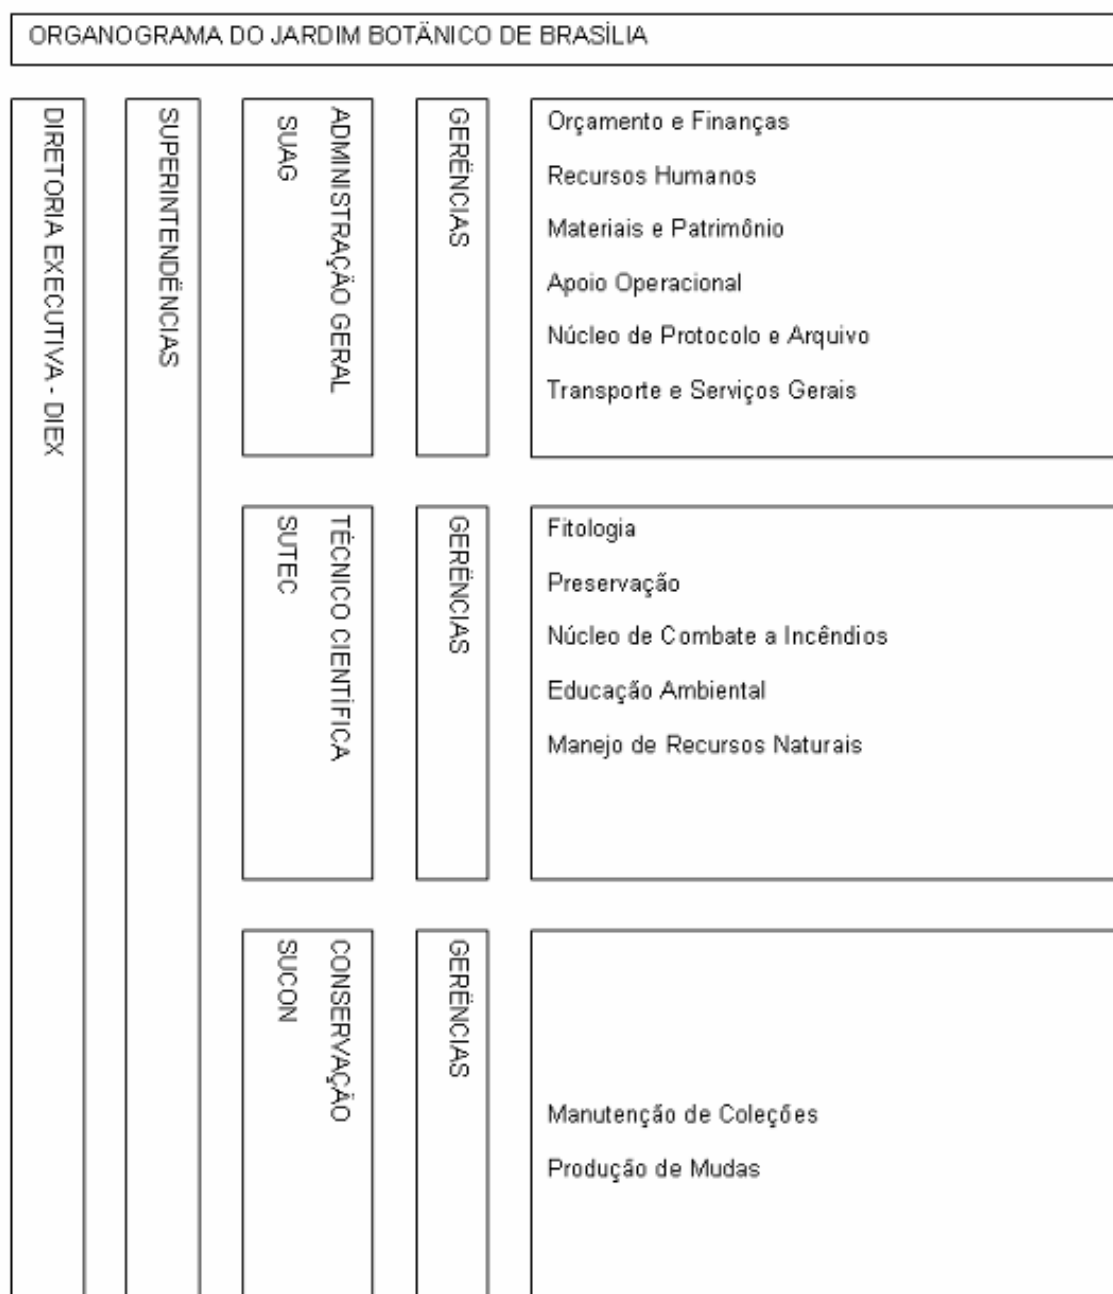 ORGANOGRAMA DO JARDIM BOTÂNICO DE BRASÍLIA
DIRETORIA EXECUTIVA - DIEX
SUPERINTENDÊNCIAS
ADMINISTRAÇÃO GERAL
SUAG
GERÊNCIAS
Orçamento e Finanças
Recursos Humanos
Materiais e Patrimônio
Apoio Operacional
Núcleo de Protocolo e Arquivo
Transporte e Serviços Gerais
TÉCNICO CIENTÍFICA
SUTEC
GERÊNCIAS
Fitologia
Preservação
Núcleo de Combate a Incêndios
Educação Ambiental
Manejo de Recursos Naturais
CONSERVAÇÃO
SUCON
GERÊNCIAS
Manutenção de Coleções
Produção de Mudas